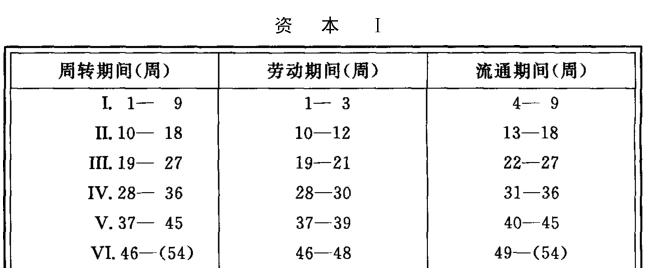 资 本 I
周转期间(周) 劳动期间(周) 流通期间(周)
I. 1— 9 1— 3 4— 9
II. 10— 18 10—12 13—18
III. 19— 27 19—21 22—27
IV. 28— 36 28—30 31—36
V. 37— 45 37—39 40—45
VI. 46—(54) 46—48 49—(54)